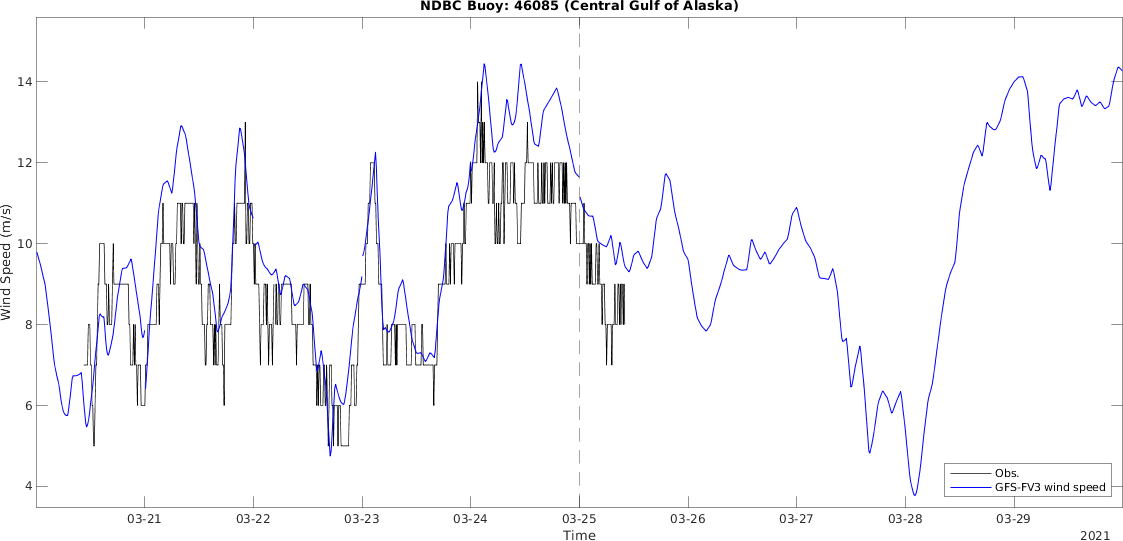 NDBC Buoy: 46085 (Central Gulf of Alaska)
Wind Speed (m/s)
14
12
10
8
6
4
Obs.
GFS-FV3 wind speed
03-21 03-22 03-23 03-24 03-25 03-26 03-27 03-28 03-29
Time
2021